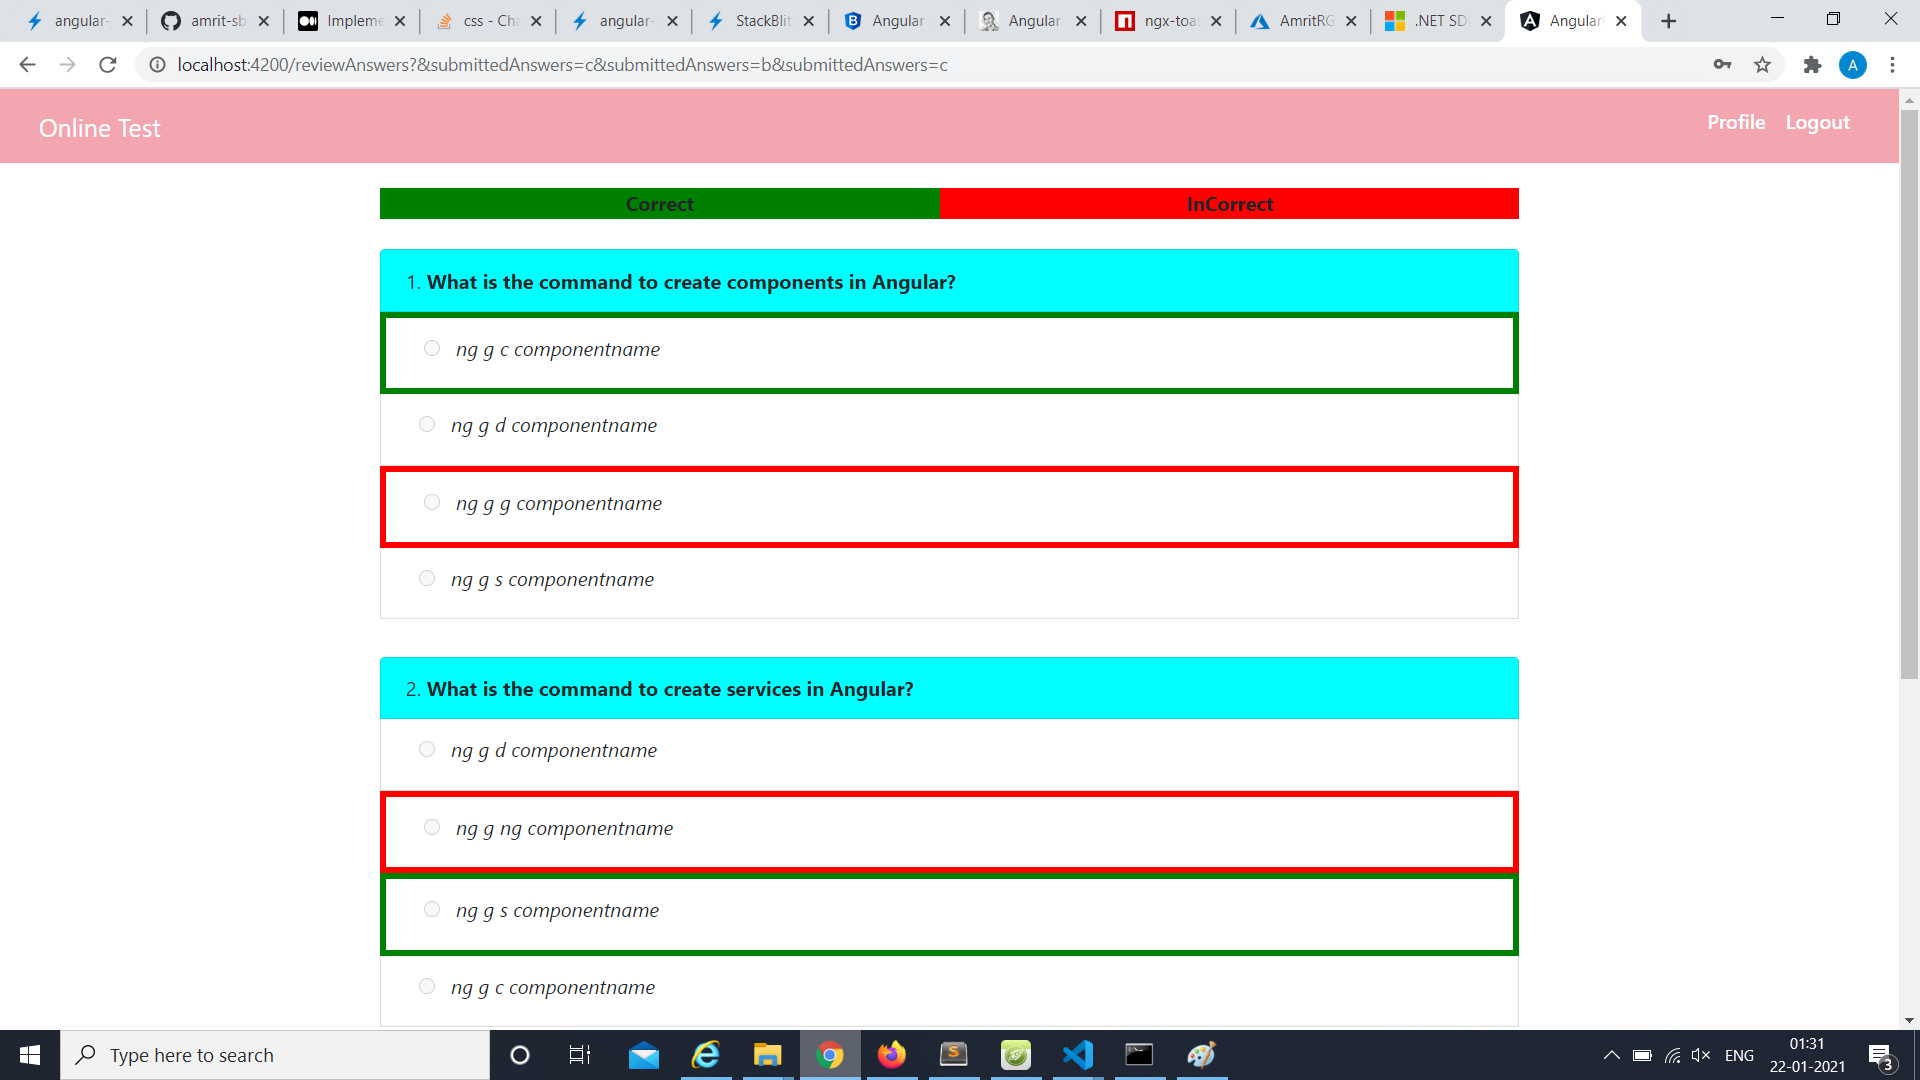 angular- amrit-sb Impleme css - Cha angular- StackBlit Angular Angular ngx-toas AmritRG .NET SD Angular
localhost:4200/reviewAnswers?&submittedAnswers=c&submittedAnswers=b&submittedAnswers=c A
Online Test Profile Logout
Correct InCorrect
1. What is the command to create components in Angular?
ng g c componentname
ng g d componentname
ng g g componentname
ng g s componentname
2. What is the command to create services in Angular?
ng g d componentname
ng g ng componentname
ng g s componentname
ng g c componentname
Type here to search ENG 01:31
22-01-2021 3